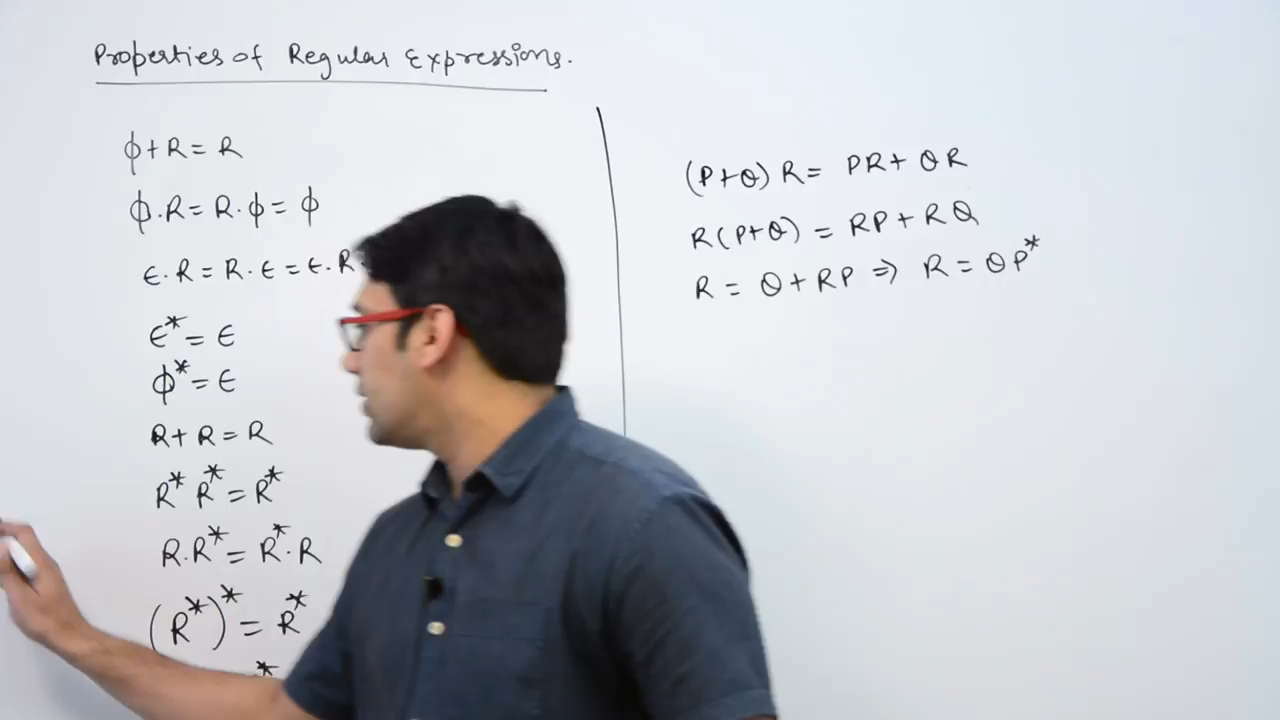 Properties of Regular Expressions.
ϕ+R=R
ϕ.R=R.ϕ=ϕ
ϵ.R=R.ϵ=ϵ.R
ϵ*=ϵ
ϕ*=ϵ
R+R=R
R* R*=R*
R.R*=R*.R
(R*)*=R*
(P+Q)R= PR+QR
R(P+Q)=RP+RQ
R=Q+RP⇒R=QP*